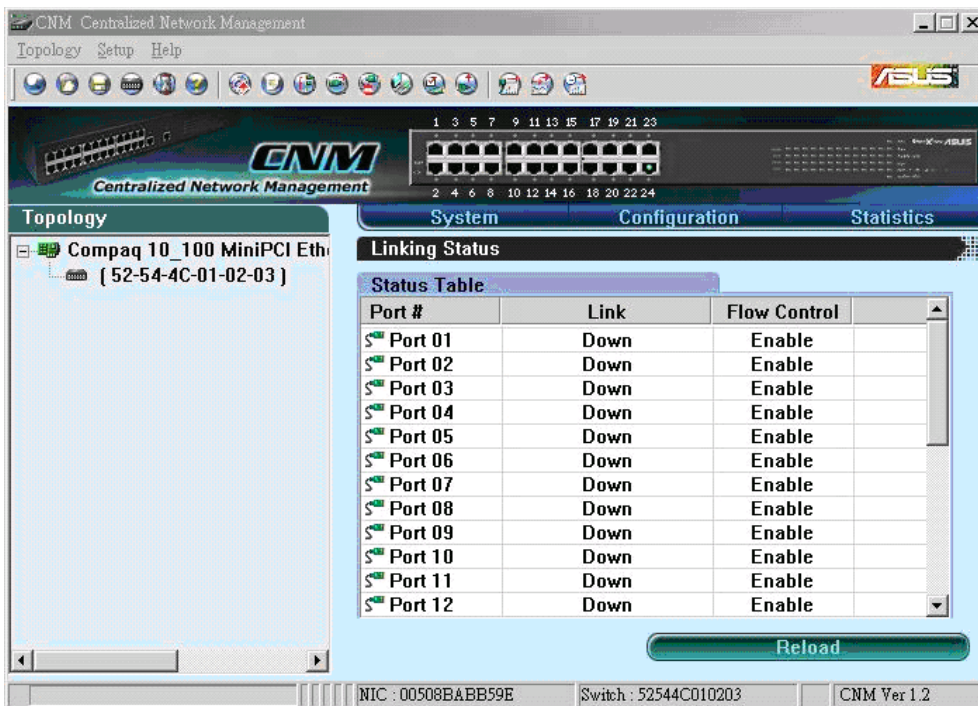 CNM Centralized Network Management
Topology Setup Help
ASUS
1 3 5 7 9 11 13 15 17 19 21 23
CNM
Centralized Network Management
2 4 6 8 10 12 14 16 18 20 22 24
Topology
System Configuration Statistics
Compaq 10_100 MiniPCI Eth
( 52-54-4C-01-02-03 )
Linking Status
Status Table
Port # Link Flow Control
Port 01 Down Enable
Port 02 Down Enable
Port 03 Down Enable
Port 04 Down Enable
Port 05 Down Enable
Port 06 Down Enable
Port 07 Down Enable
Port 08 Down Enable
Port 09 Down Enable
Port 10 Down Enable
Port 11 Down Enable
Port 12 Down Enable
Reload
NIC : 00508BABB59E Switch : 52544C010203 CNM Ver 1.2